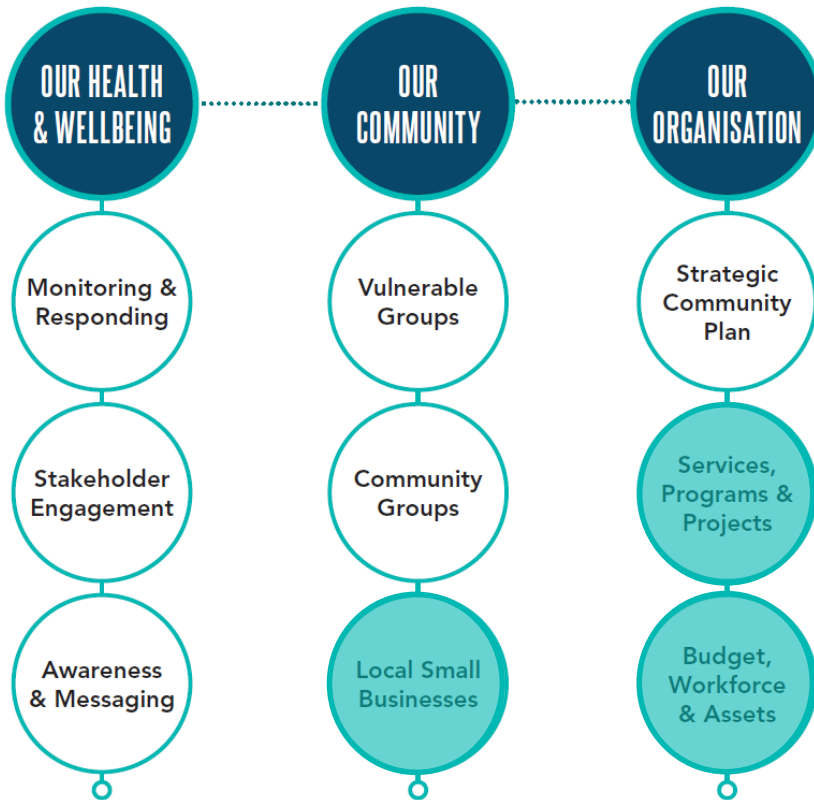 OUR HEALTH
& WELLBEING
OUR
COMMUNITY
OUR
ORGANISATION
Monitoring &
Responding
Vulnerable
Groups
Strategic
Community
Plan
Stakeholder
Engagement
Community
Groups
Services,
Programs &
Projects
Awareness
& Messaging
Local Small
Businesses
Budget,
Workforce
& Assets